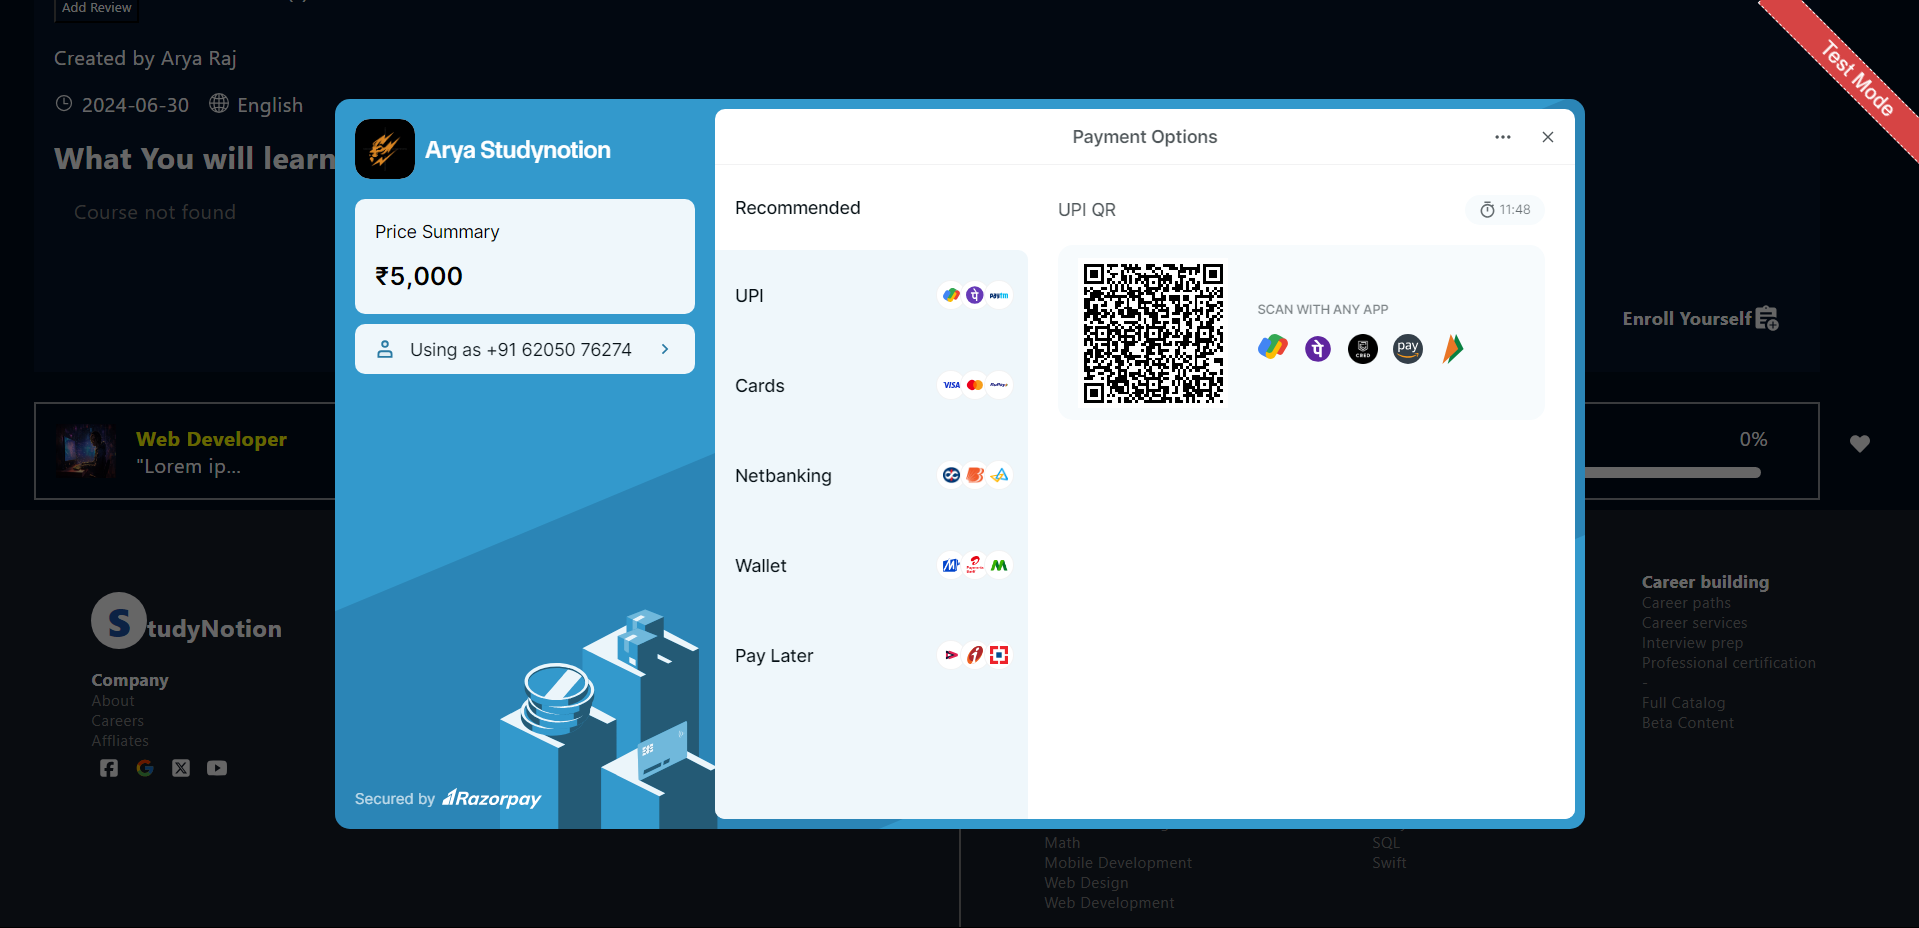 Add Review
Created by Arya Raj
2024-06-30 English
What You will learn
Course not found
Test Mode
Arya Studynotion
Price Summary
₹5,000
Using as +91 62050 76274
Secured by Razorpay
Payment Options
Recommended
UPI
paytm
Cards
VISA
RuPay
Netbanking
Wallet
Pay Later
UPI QR
11:48
SCAN WITH ANY APP
CRED
pay
Enroll Yourself
Web Developer
"Lorem ip...
0%
StudyNotion
Company
About
Careers
Affliates
Career building
Career paths
Career services
Interview prep
Professional certification
-
Full Catalog
Beta Content
Math
Mobile Development
Web Design
Web Development
SQL
Swift